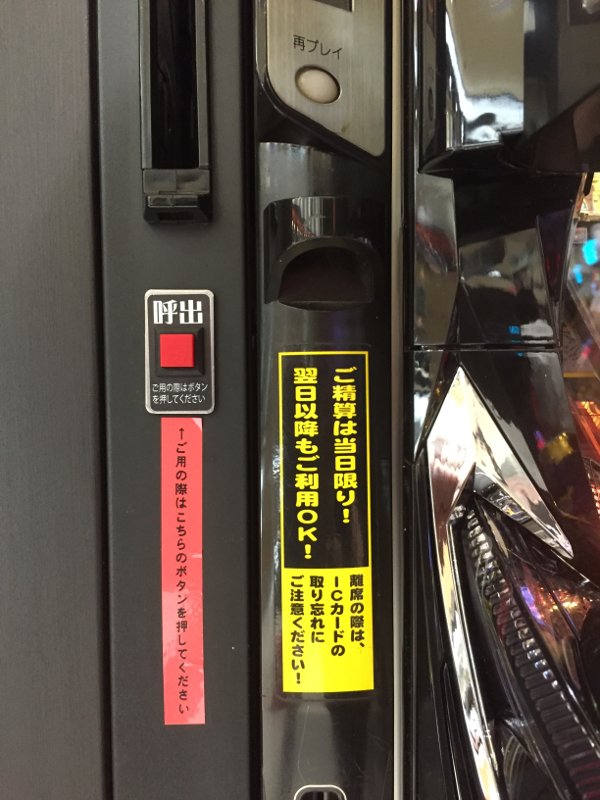 再プレイ
呼出
ご用の際はボタン
を押してください
↑ご用の際はこちらのボタンを押してください
ご精算は当日限り!
翌日以降もご利用OK!
離席の際は、
ICカードの
取り忘れに
ご注意ください!